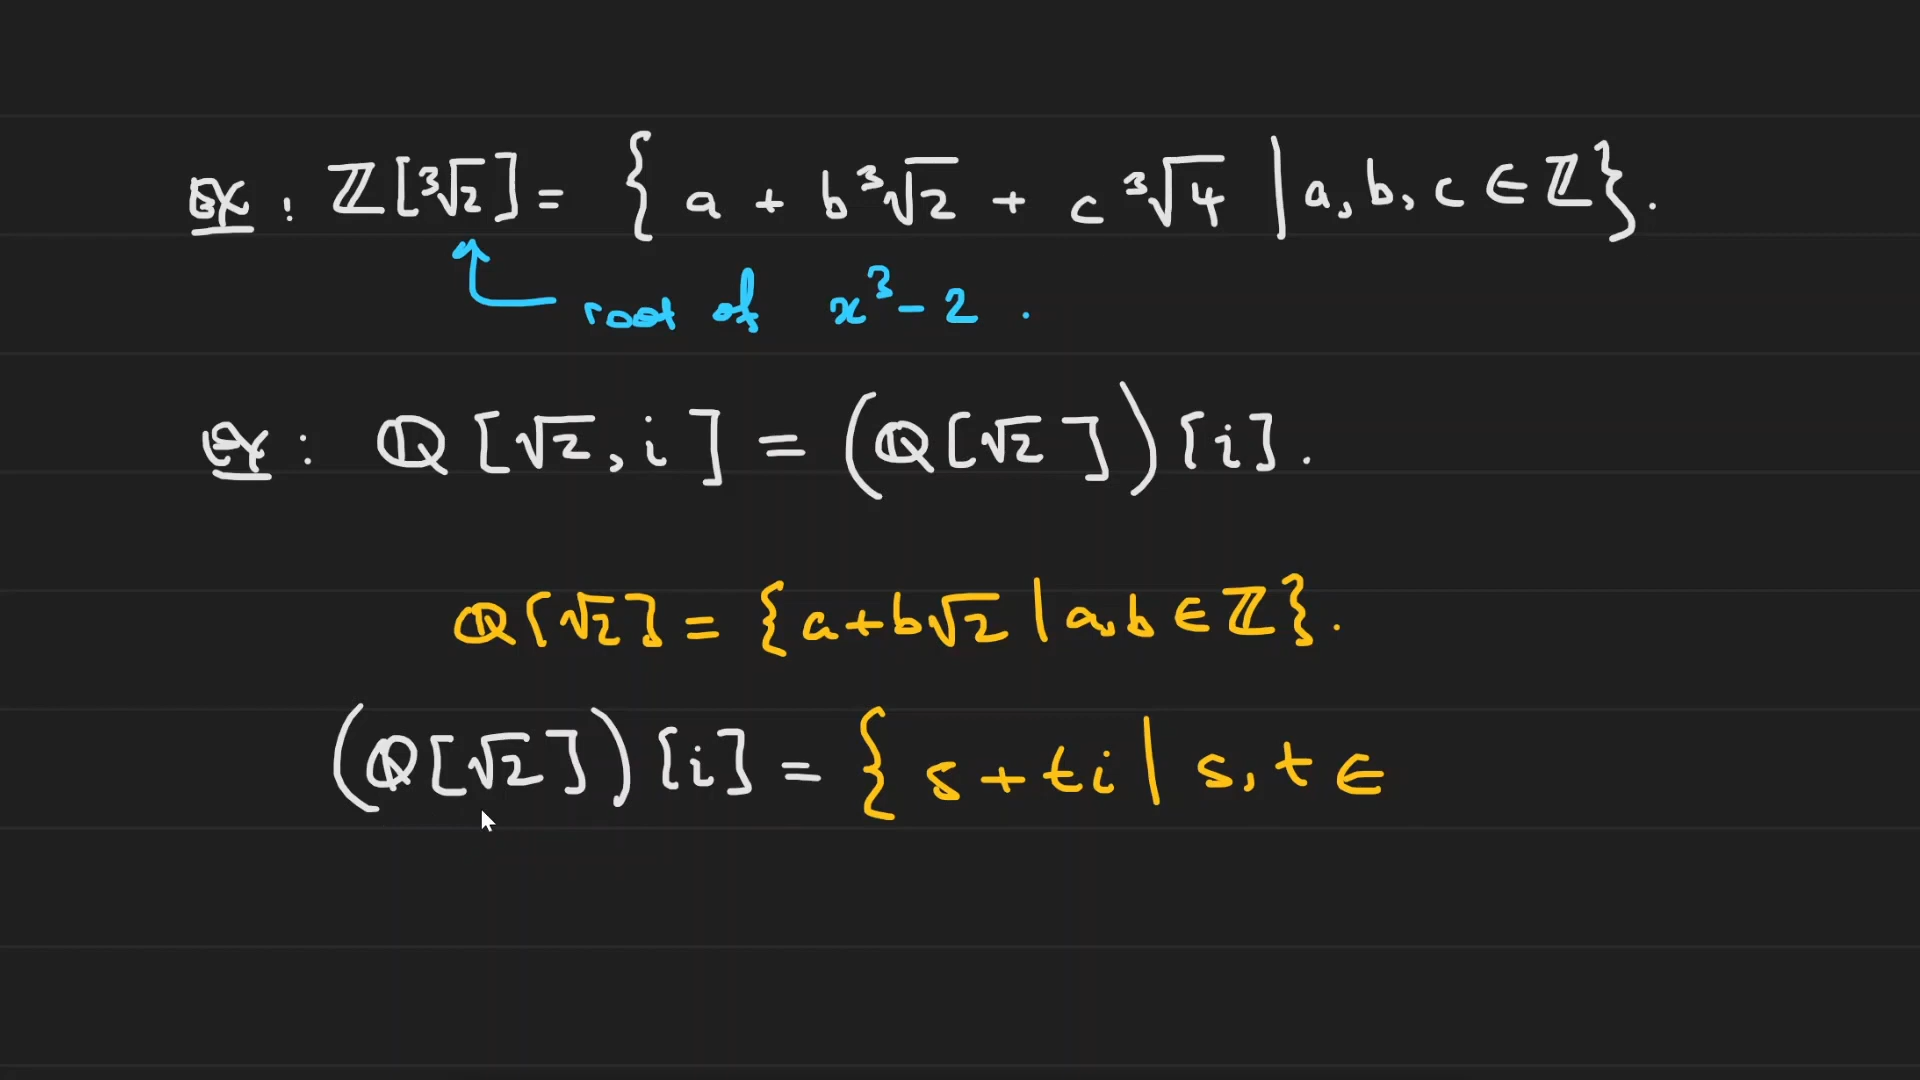 ex: ℤ[∛2] = { a + b∛2 + c∛4 | a, b, c ∈ ℤ}.
root of x³ - 2.
ex: ℚ[√2, i] = (ℚ[√2])[i].
ℚ[√2] = {a + b√2 | a, b ∈ ℤ}.
(ℚ[√2])[i] = { s + ti | s, t ∈